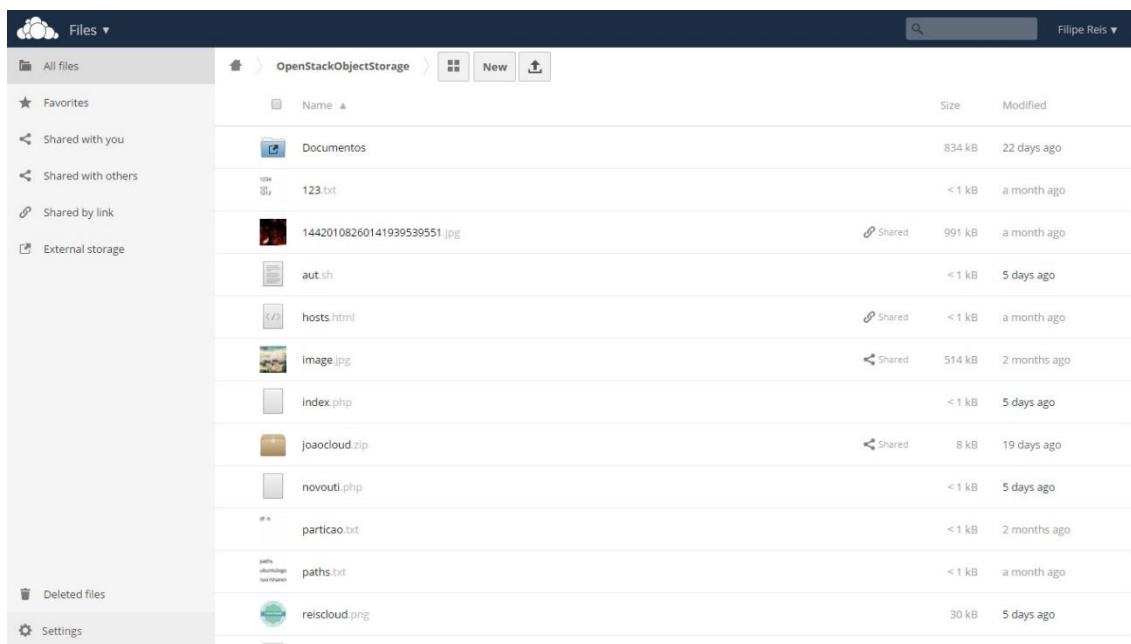 Files ▾
Filipe Reis ▾
All files
Favorites
Shared with you
Shared with others
Shared by link
External storage
Deleted files
Settings
OpenStackObjectStorage New
Name ▲ Size Modified
Documentos 834 kB 22 days ago
123.txt < 1 kB a month ago
14420108260141939539551.jpg Shared 991 kB a month ago
aut.sh < 1 kB 5 days ago
hosts.html Shared < 1 kB a month ago
image.jpg Shared 514 kB 2 months ago
index.php < 1 kB 5 days ago
joaocloud.zip Shared 8 kB 19 days ago
novouti.php < 1 kB 5 days ago
particao.txt < 1 kB 2 months ago
paths.txt < 1 kB a month ago
reiscloud.png 30 kB 5 days ago